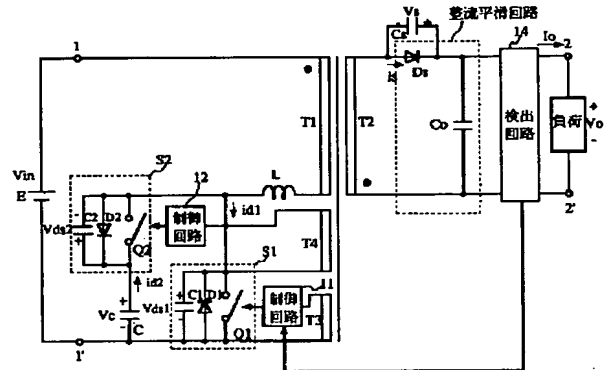 Vs
整流平滑回路
Cs
14
Io
1
2
is
Ds
T1
T2
Co
検出
回路
負荷
+
Vo
-
Vin
E
S2
12
L
制御
回路
id1
-
C2
D2
Vds2
+
Q2
id2
T4
S1
2'
+
Vc
-
C
+
Vds1
C1
D1
Q1
制御
回路
11
T3
1'